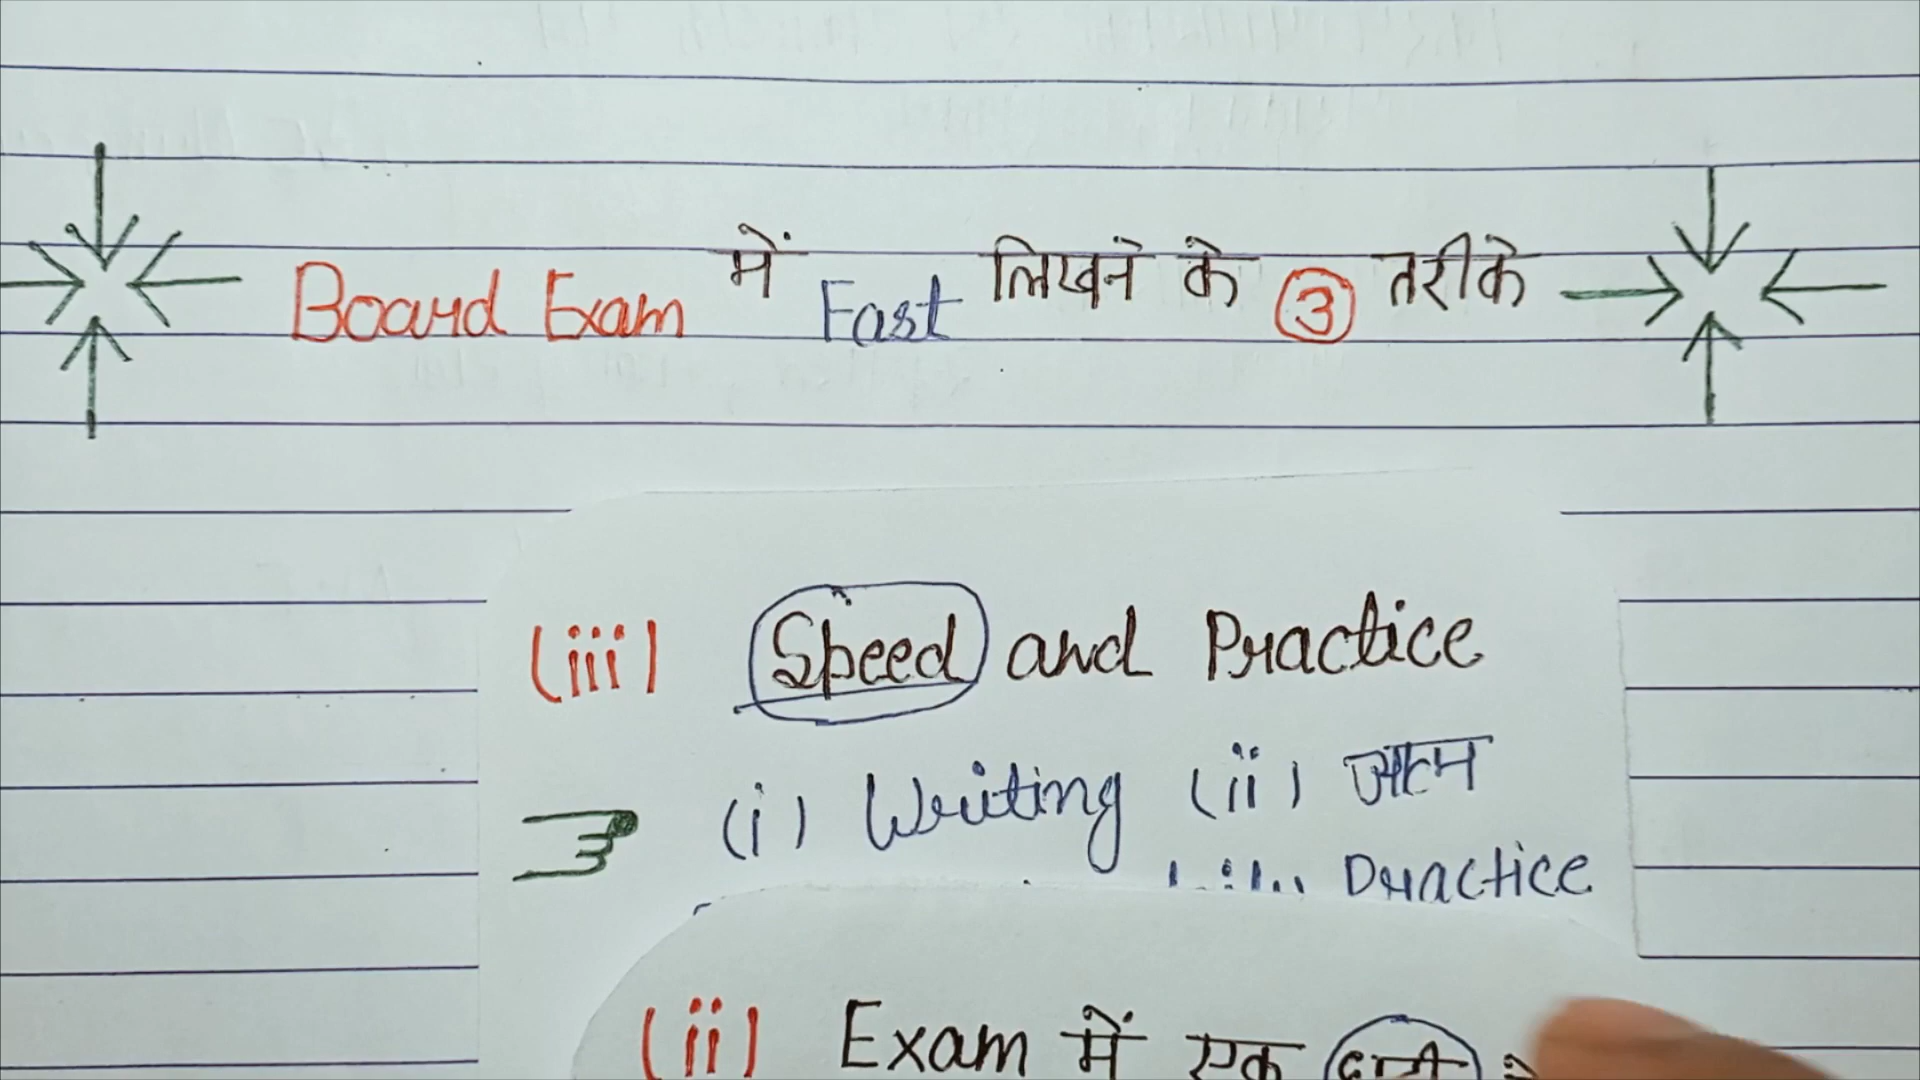 Board Exam में Fast लिखने के 3 तरीके
(iii) Speed and Practice
(i) Writing (ii)
Practice
(ii) Exam में एक